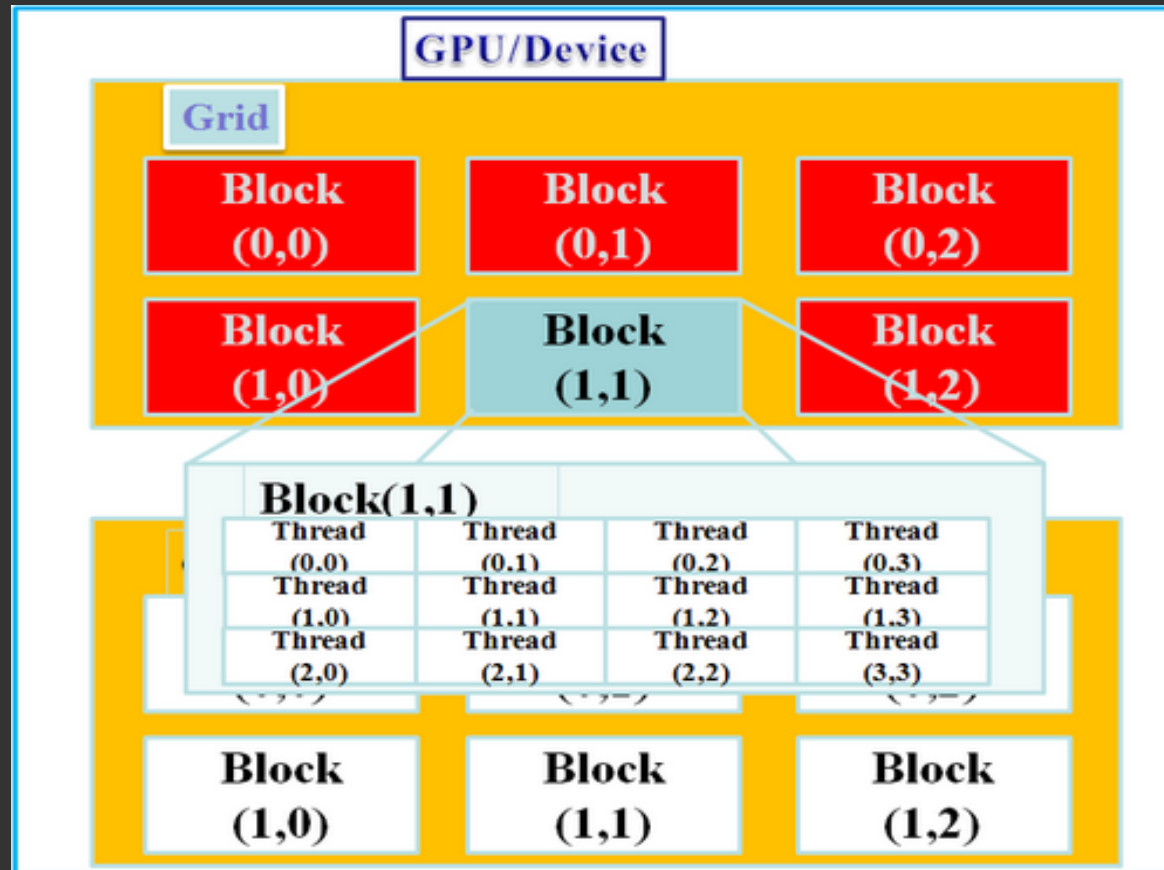 GPU/Device
Grid
Block
(0,0)
Block
(0,1)
Block
(0,2)
Block
(1,0)
Block
(1,1)
Block
(1,2)
Block(1,1)
Thread
(0,0)
Thread
(0,1)
Thread
(0,2)
Thread
(0,3)
Thread
(1,0)
Thread
(1,1)
Thread
(1,2)
Thread
(1,3)
Thread
(2,0)
Thread
(2,1)
Thread
(2,2)
Thread
(3,3)
Block
(1,0)
Block
(1,1)
Block
(1,2)